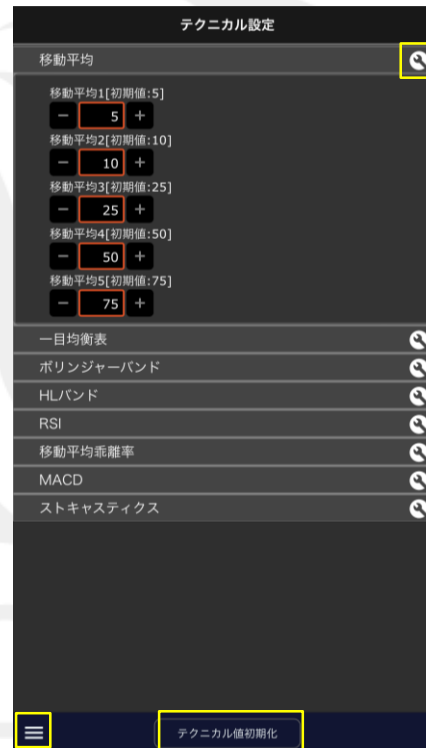 テクニカル設定
移動平均
移動平均1[初期値:5]
− 5 +
移動平均2[初期値:10]
− 10 +
移動平均3[初期値:25]
− 25 +
移動平均4[初期値:50]
− 50 +
移動平均5[初期値:75]
− 75 +
一目均衡表
ボリンジャーバンド
HLバンド
RSI
移動平均乖離率
MACD
ストキャスティクス
テクニカル値初期化